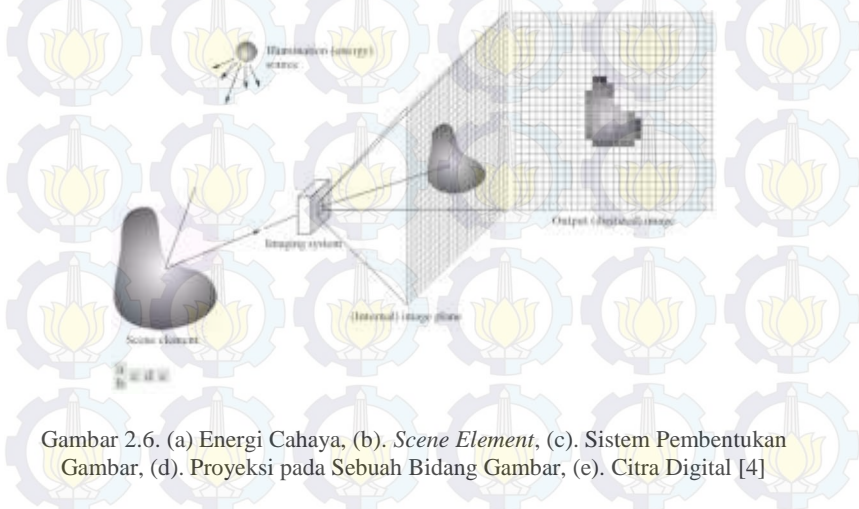 Illumination (energy)
source
Output (digitized) image
Imaging system
(Internal) image plane
Scene element
a
b c d e
Gambar 2.6. (a) Energi Cahaya, (b). Scene Element, (c). Sistem Pembentukan
Gambar, (d). Proyeksi pada Sebuah Bidang Gambar, (e). Citra Digital [4]